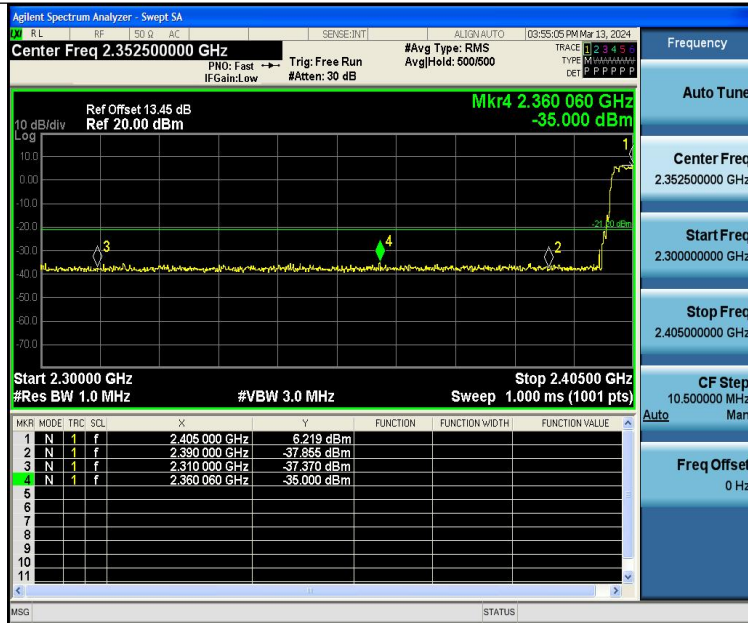 Agilent Spectrum Analyzer - Swept SA
LXI RL RF 50 Ω AC SENSE:INT ALIGN AUTO 03:55:05 PM Mar 13, 2024
Center Freq 2.352500000 GHz
PNO: Fast
IFGain:Low
Trig: Free Run
#Atten: 30 dB
#Avg Type: RMS
Avg|Hold: 500/500
TRACE 1 2 3 4 5 6
TYPE M
DET P P P P P P
Ref Offset 13.45 dB
10 dB/div Ref 20.00 dBm
Log
Mkr4 2.360 060 GHz
-35.000 dBm
10.0
0.00
-10.0
-20.0
-30.0
-40.0
-50.0
-60.0
-70.0
1
-21.20 dBm
3
4
2
Start 2.30000 GHz Stop 2.40500 GHz
#Res BW 1.0 MHz #VBW 3.0 MHz Sweep 1.000 ms (1001 pts)
MKR MODE TRC SCL X Y FUNCTION FUNCTION WIDTH FUNCTION VALUE
1 N 1 f 2.405 000 GHz 6.219 dBm
2 N 1 f 2.390 000 GHz -37.855 dBm
3 N 1 f 2.310 000 GHz -37.370 dBm
4 N 1 f 2.360 060 GHz -35.000 dBm
5
6
7
8
9
10
11
MSG STATUS
Frequency
Auto Tune
Center Freq
2.352500000 GHz
Start Freq
2.300000000 GHz
Stop Freq
2.405000000 GHz
CF Step
10.500000 MHz
Auto Man
Freq Offset
0 Hz